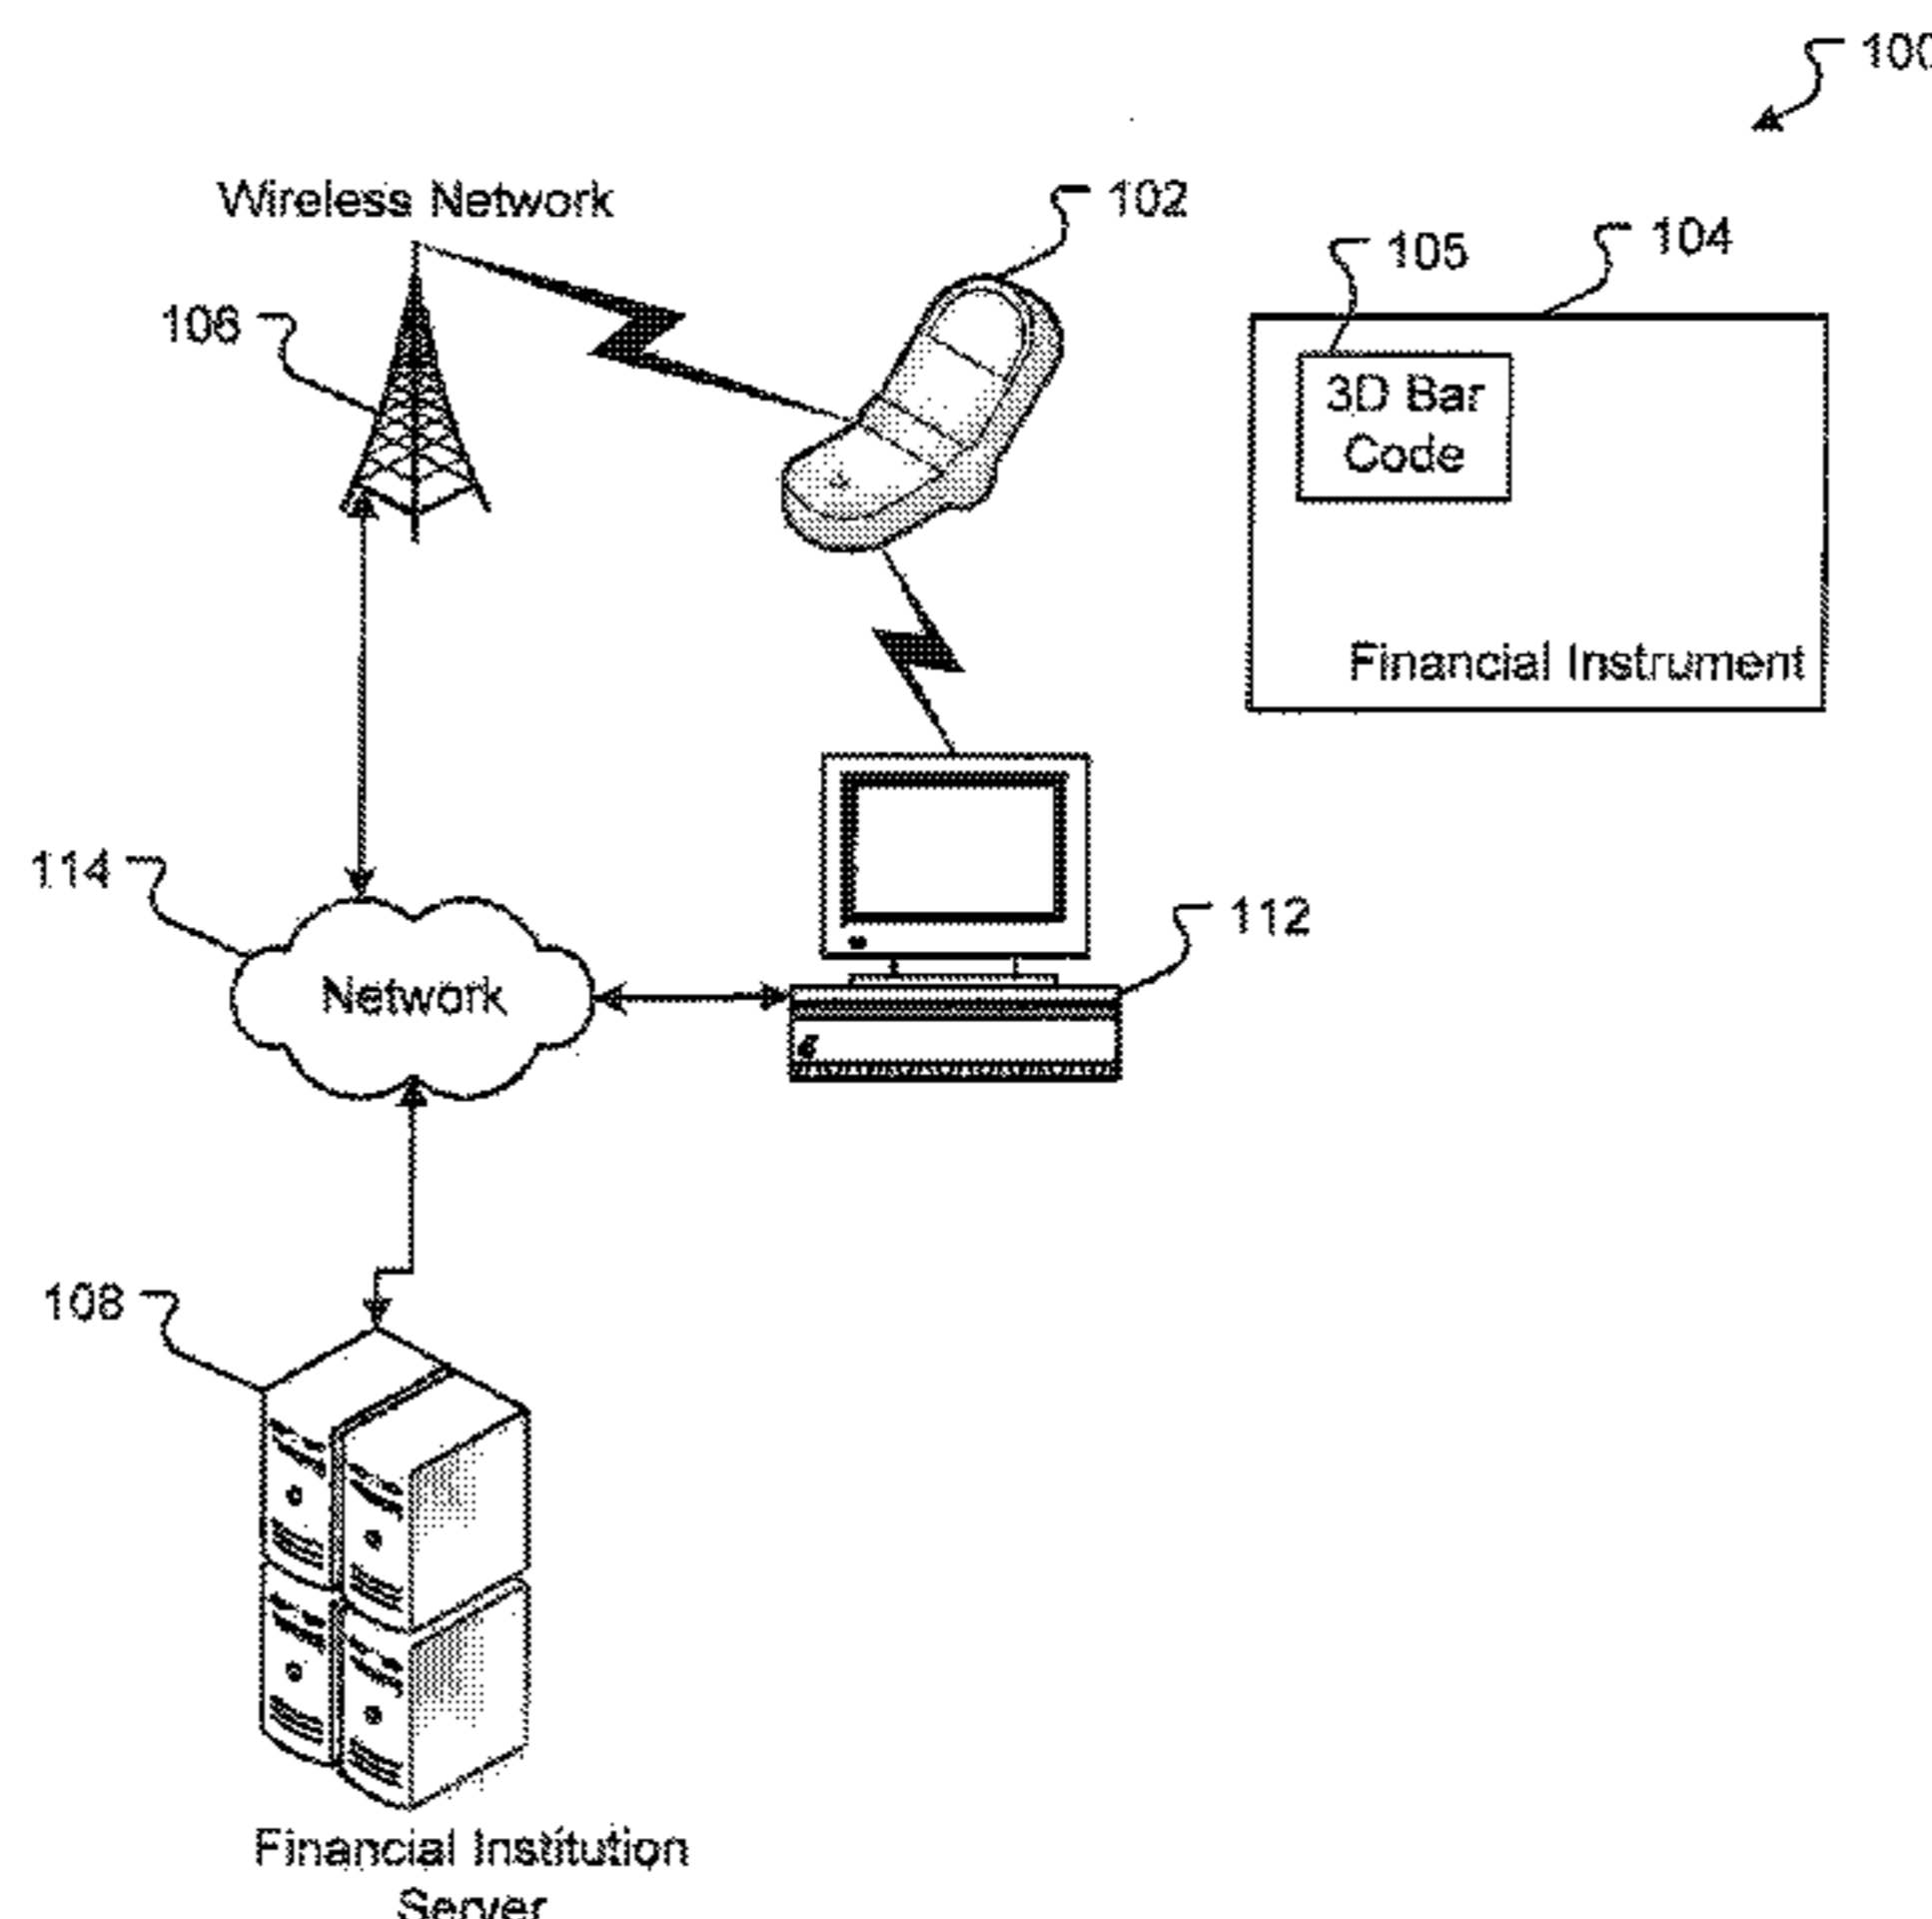 100
Wireless Network
102
104
105
106
3D Bar
Code
Financial Instrument
114
112
Network
108
Financial Institution
Server